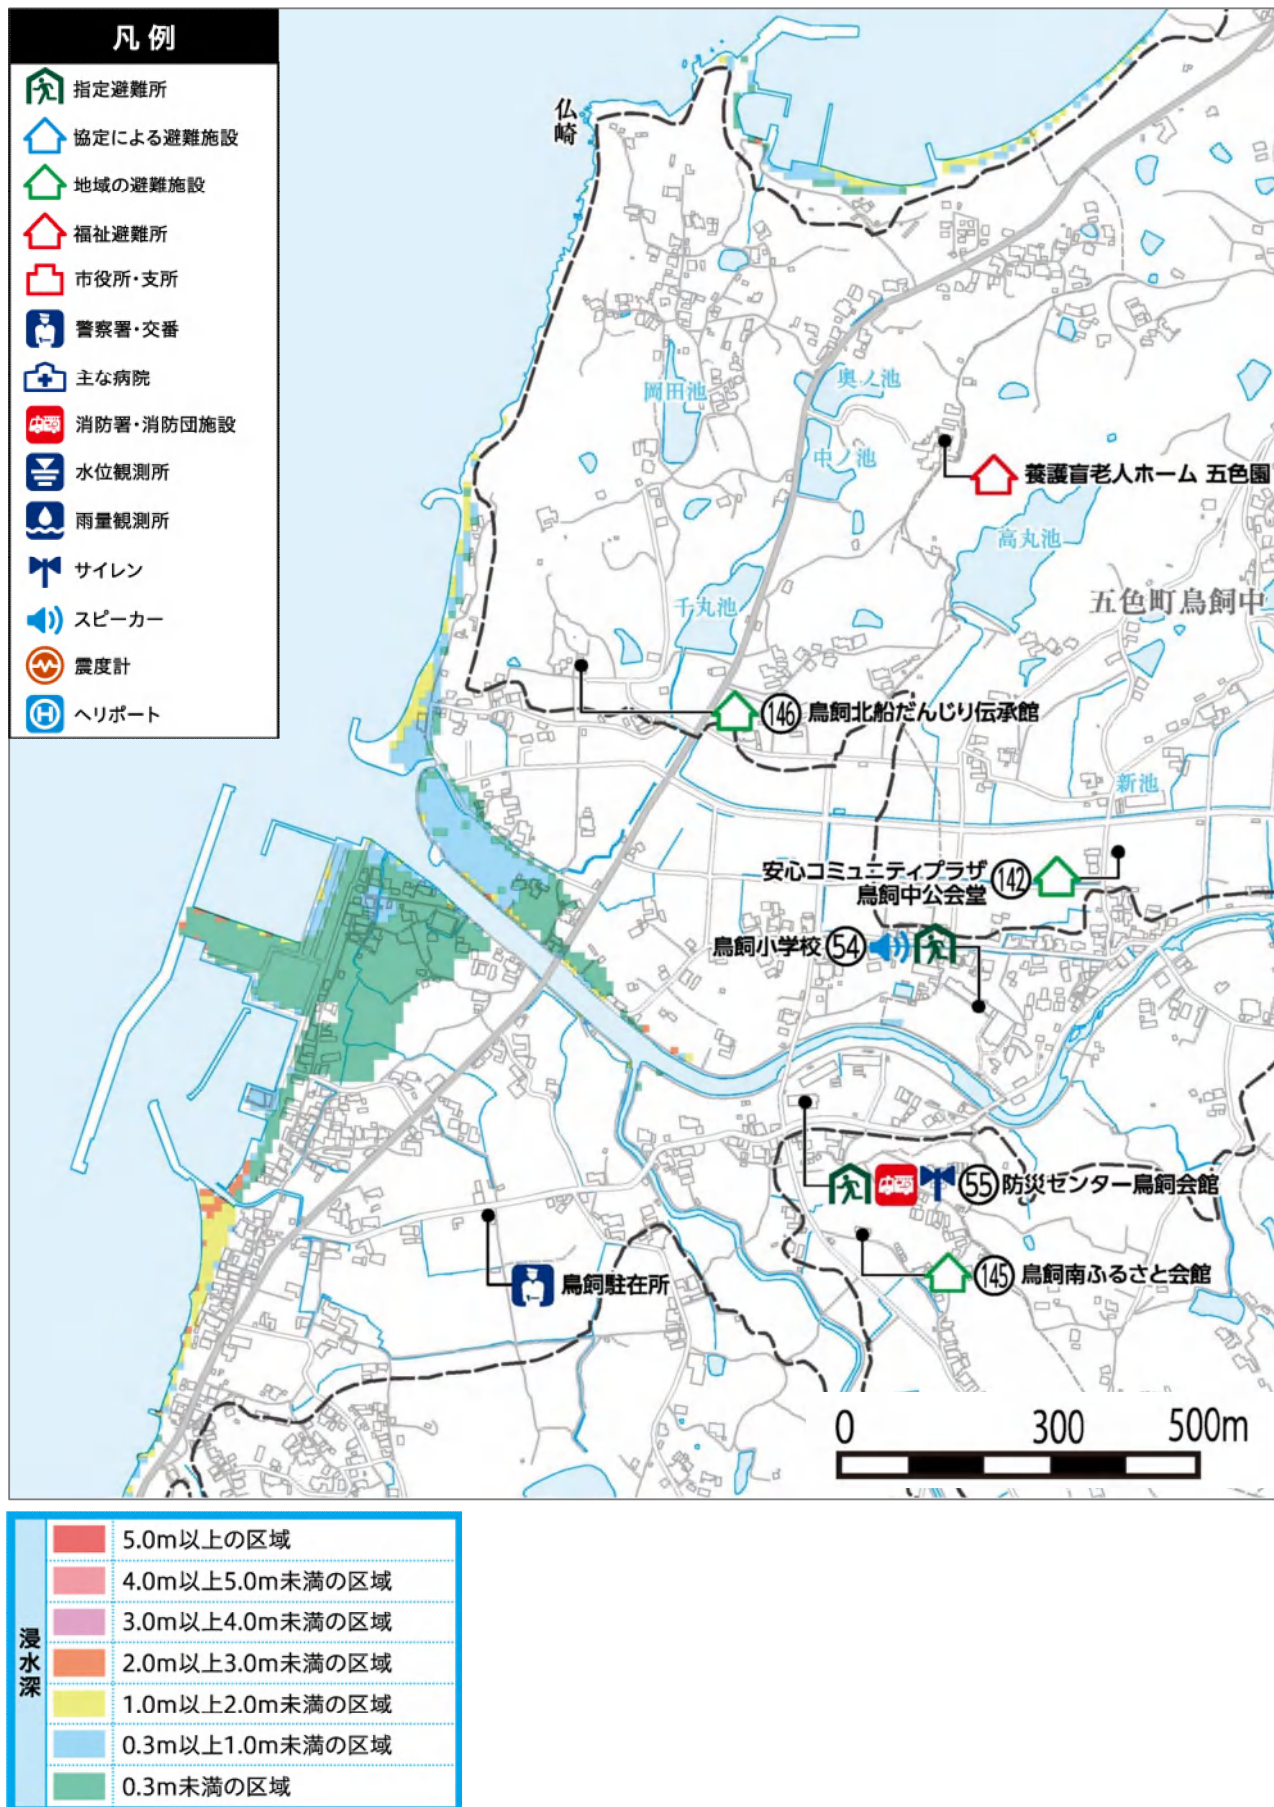 凡例
指定避難所
協定による避難施設
地域の避難施設
福祉避難所
市役所・支所
警察署・交番
主な病院
消防署・消防団施設
水位観測所
雨量観測所
サイレン
スピーカー
震度計
ヘリポート
仏崎
岡田池
奥ノ池
中ノ池
養護盲老人ホーム 五色園
高丸池
千丸池
五色町鳥飼中
146 鳥飼北船だんじり伝承館
新池
安心コミュニティプラザ
鳥飼中公会堂 142
鳥飼小学校 54
55 防災センター鳥飼会館
145 鳥飼南ふるさと会館
鳥飼駐在所
0 300 500m
浸水深
5.0m以上の区域
4.0m以上5.0m未満の区域
3.0m以上4.0m未満の区域
2.0m以上3.0m未満の区域
1.0m以上2.0m未満の区域
0.3m以上1.0m未満の区域
0.3m未満の区域